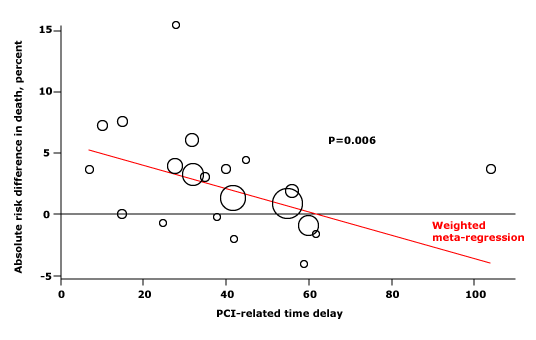 Absolute risk difference in death, percent
15
10
5
0
-5
P=0.006
Weighted
meta-regression
0
20
40
60
80
100
PCI-related time delay